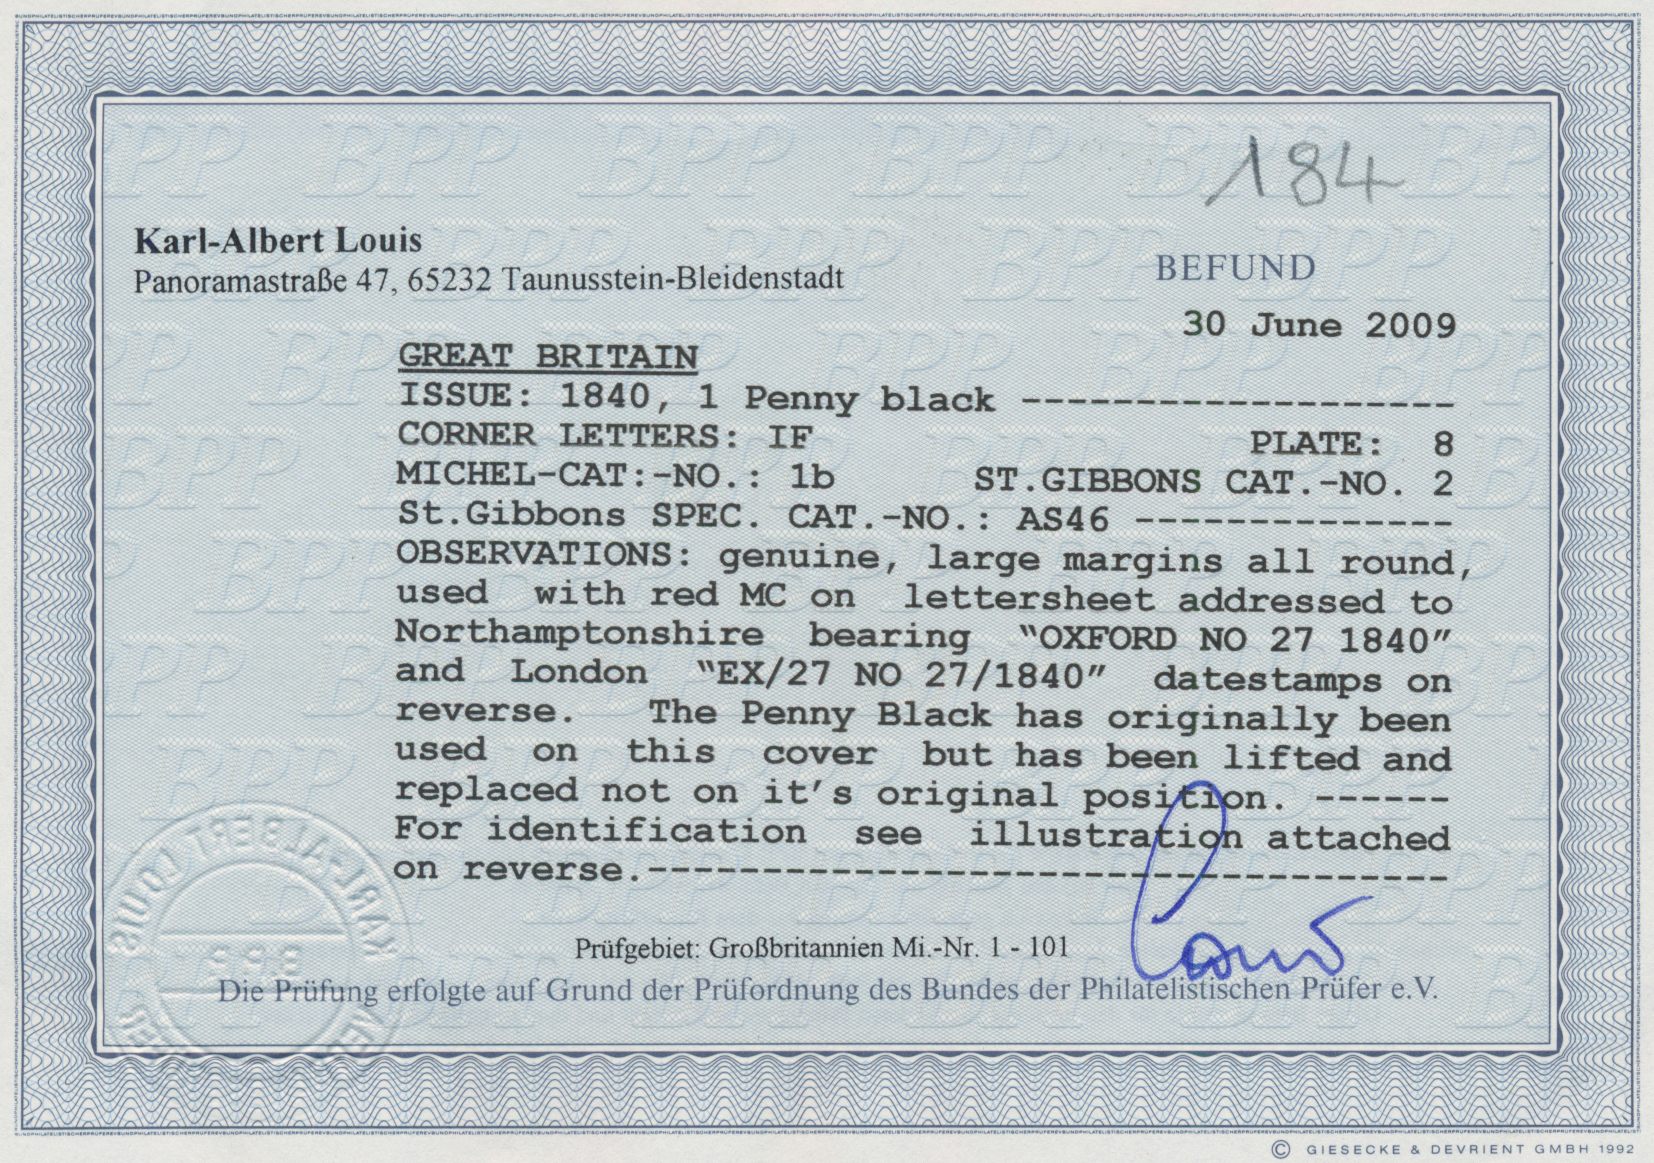 184
Karl-Albert Louis
Panoramastraße 47, 65232 Taunusstein-Bleidenstadt
BEFUND
30 June 2009
GREAT BRITAIN
ISSUE: 1840, 1 Penny black -------------------
CORNER LETTERS: IF PLATE: 8
MICHEL-CAT:-NO.: 1b ST.GIBBONS CAT.-NO. 2
St.Gibbons SPEC. CAT.-NO.: AS46 --------------
OBSERVATIONS: genuine, large margins all round,
used with red MC on lettersheet addressed to
Northamptonshire bearing "OXFORD NO 27 1840"
and London "EX/27 NO 27/1840" datestamps on
reverse. The Penny Black has originally been
used on this cover but has been lifted and
replaced not on it's original position. ------
For identification see illustration attached
on reverse.-----------------------------------
Louis
Prüfgebiet: Großbritannien Mi.-Nr. 1 - 101
Die Prüfung erfolgte auf Grund der Prüfordnung des Bundes der Philatelistischen Prüfer e.V.
KARL-ALBERT LOUIS
B.P.P.
© GIESECKE & DEVRIENT GMBH 1992